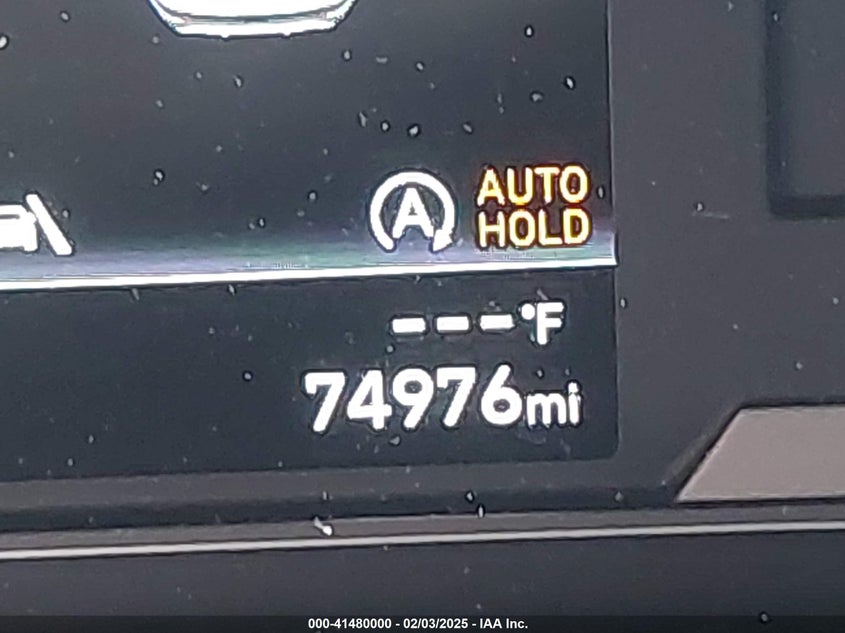 A AUTO
HOLD
---°F
74976mi
000-41480000 - 02/03/2025 - IAA Inc.